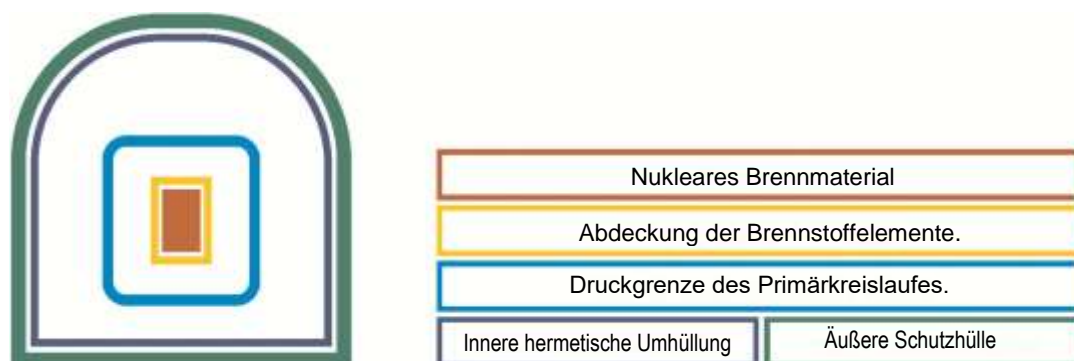 Nukleares Brennmaterial
Abdeckung der Brennstoffelemente.
Druckgrenze des Primärkreislaufes.
Innere hermetische Umhüllung
Äußere Schutzhülle